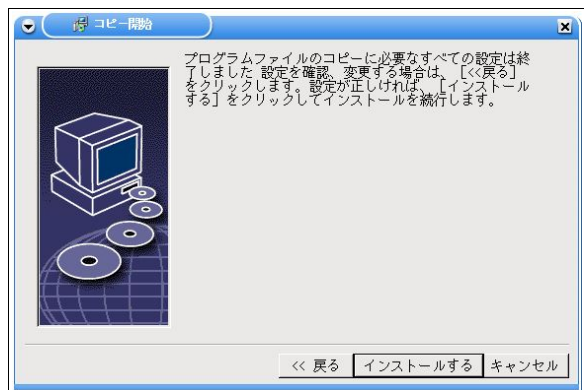 コピー開始
プログラムファイルのコピーに必要なすべての設定は終
了しました 設定を確認、変更する場合は、［<<戻る］
をクリックします。設定が正しければ、［インストール
する］をクリックしてインストールを続行します。
<< 戻る インストールする キャンセル